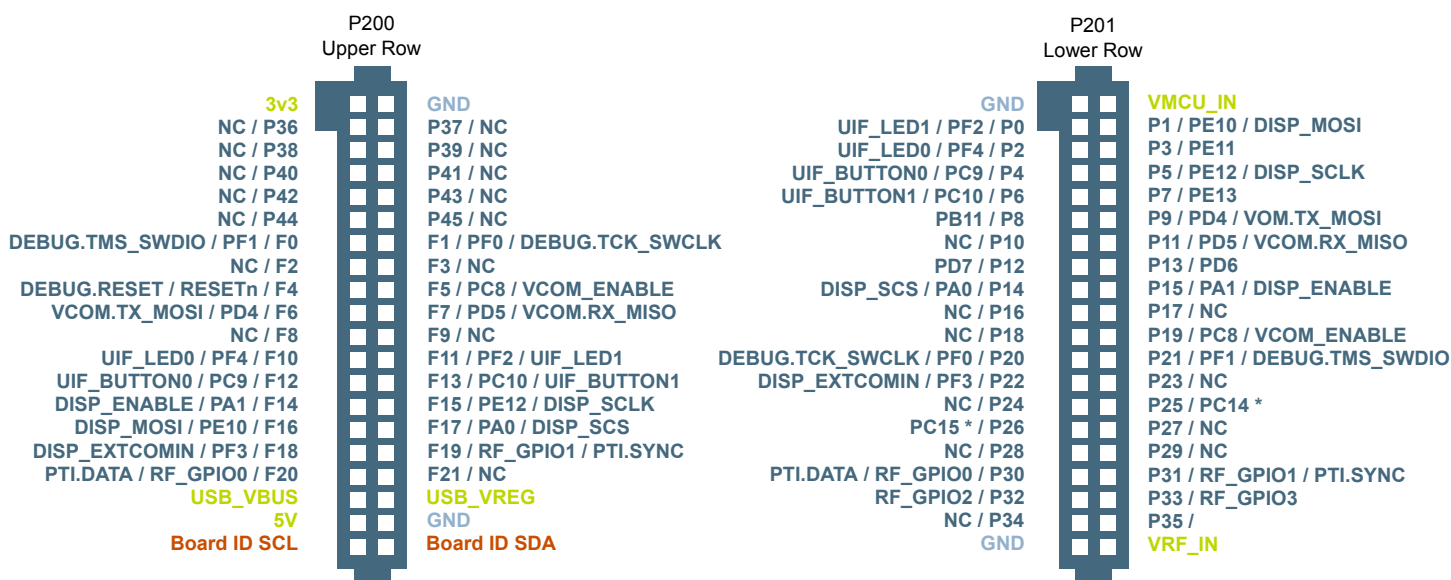 P200
Upper Row
3v3 GND
NC / P36 P37 / NC
NC / P38 P39 / NC
NC / P40 P41 / NC
NC / P42 P43 / NC
NC / P44 P45 / NC
DEBUG.TMS_SWDIO / PF1 / F0 F1 / PF0 / DEBUG.TCK_SWCLK
NC / F2 F3 / NC
DEBUG.RESET / RESETn / F4 F5 / PC8 / VCOM_ENABLE
VCOM.TX_MOSI / PD4 / F6 F7 / PD5 / VCOM.RX_MISO
NC / F8 F9 / NC
UIF_LED0 / PF4 / F10 F11 / PF2 / UIF_LED1
UIF_BUTTON0 / PC9 / F12 F13 / PC10 / UIF_BUTTON1
DISP_ENABLE / PA1 / F14 F15 / PE12 / DISP_SCLK
DISP_MOSI / PE10 / F16 F17 / PA0 / DISP_SCS
DISP_EXTCOMIN / PF3 / F18 F19 / RF_GPIO1 / PTI.SYNC
PTI.DATA / RF_GPIO0 / F20 F21 / NC
USB_VBUS USB_VREG
5V GND
Board ID SCL Board ID SDA
P201
Lower Row
GND VMCU_IN
UIF_LED1 / PF2 / P0 P1 / PE10 / DISP_MOSI
UIF_LED0 / PF4 / P2 P3 / PE11
UIF_BUTTON0 / PC9 / P4 P5 / PE12 / DISP_SCLK
UIF_BUTTON1 / PC10 / P6 P7 / PE13
PB11 / P8 P9 / PD4 / VOM.TX_MOSI
NC / P10 P11 / PD5 / VCOM.RX_MISO
PD7 / P12 P13 / PD6
DISP_SCS / PA0 / P14 P15 / PA1 / DISP_ENABLE
NC / P16 P17 / NC
NC / P18 P19 / PC8 / VCOM_ENABLE
DEBUG.TCK_SWCLK / PF0 / P20 P21 / PF1 / DEBUG.TMS_SWDIO
DISP_EXTCOMIN / PF3 / P22 P23 / NC
NC / P24 P25 / PC14 *
PC15 * / P26 P27 / NC
NC / P28 P29 / NC
PTI.DATA / RF_GPIO0 / P30 P31 / RF_GPIO1 / PTI.SYNC
RF_GPIO2 / P32 P33 / RF_GPIO3
NC / P34 P35 /
GND VRF_IN